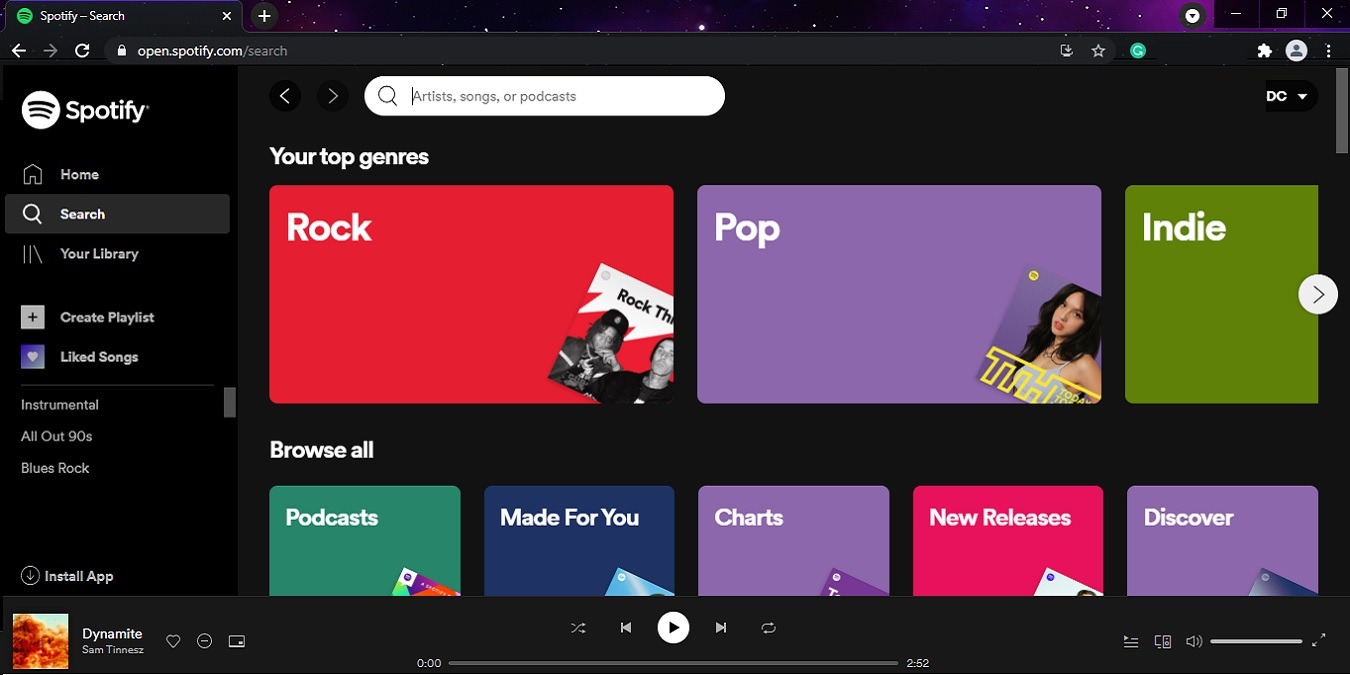 Spotify – Search
open.spotify.com/search
Spotify
Artists, songs, or podcasts
DC
Home
Search
Your Library
Create Playlist
Liked Songs
Instrumental
All Out 90s
Blues Rock
Install App
Your top genres
Rock
Rock Thi
Pop
TODAY
Indie
Browse all
Podcasts
Made For You
Charts
New Releases
Discover
Dynamite
Sam Tinnesz
0:00
2:52